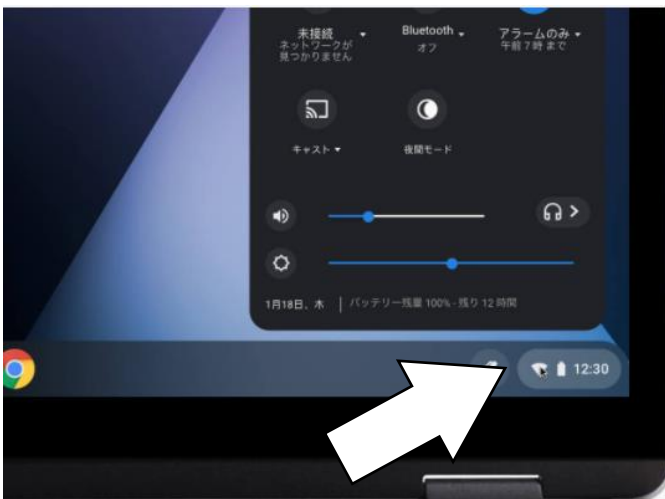 未接続
ネットワークが
見つかりません
Bluetooth
オフ
アラームのみ
午前7時まで
キャスト
夜間モード
1月18日、木
バッテリー残量 100% - 残り 12 時間
12:30